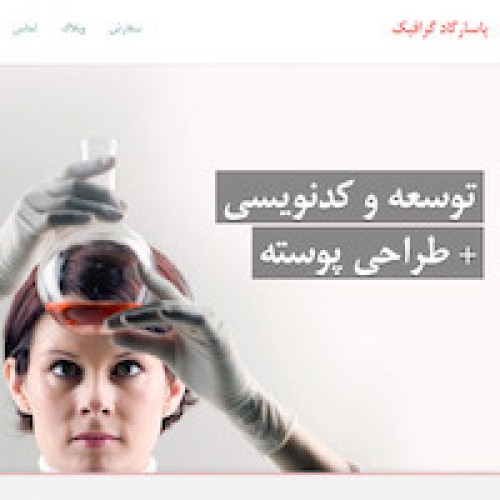 پاسارگاد گرافیک
سفارش وبلاگ تماس
توسعه و کدنویسی
+ طراحی پوسته